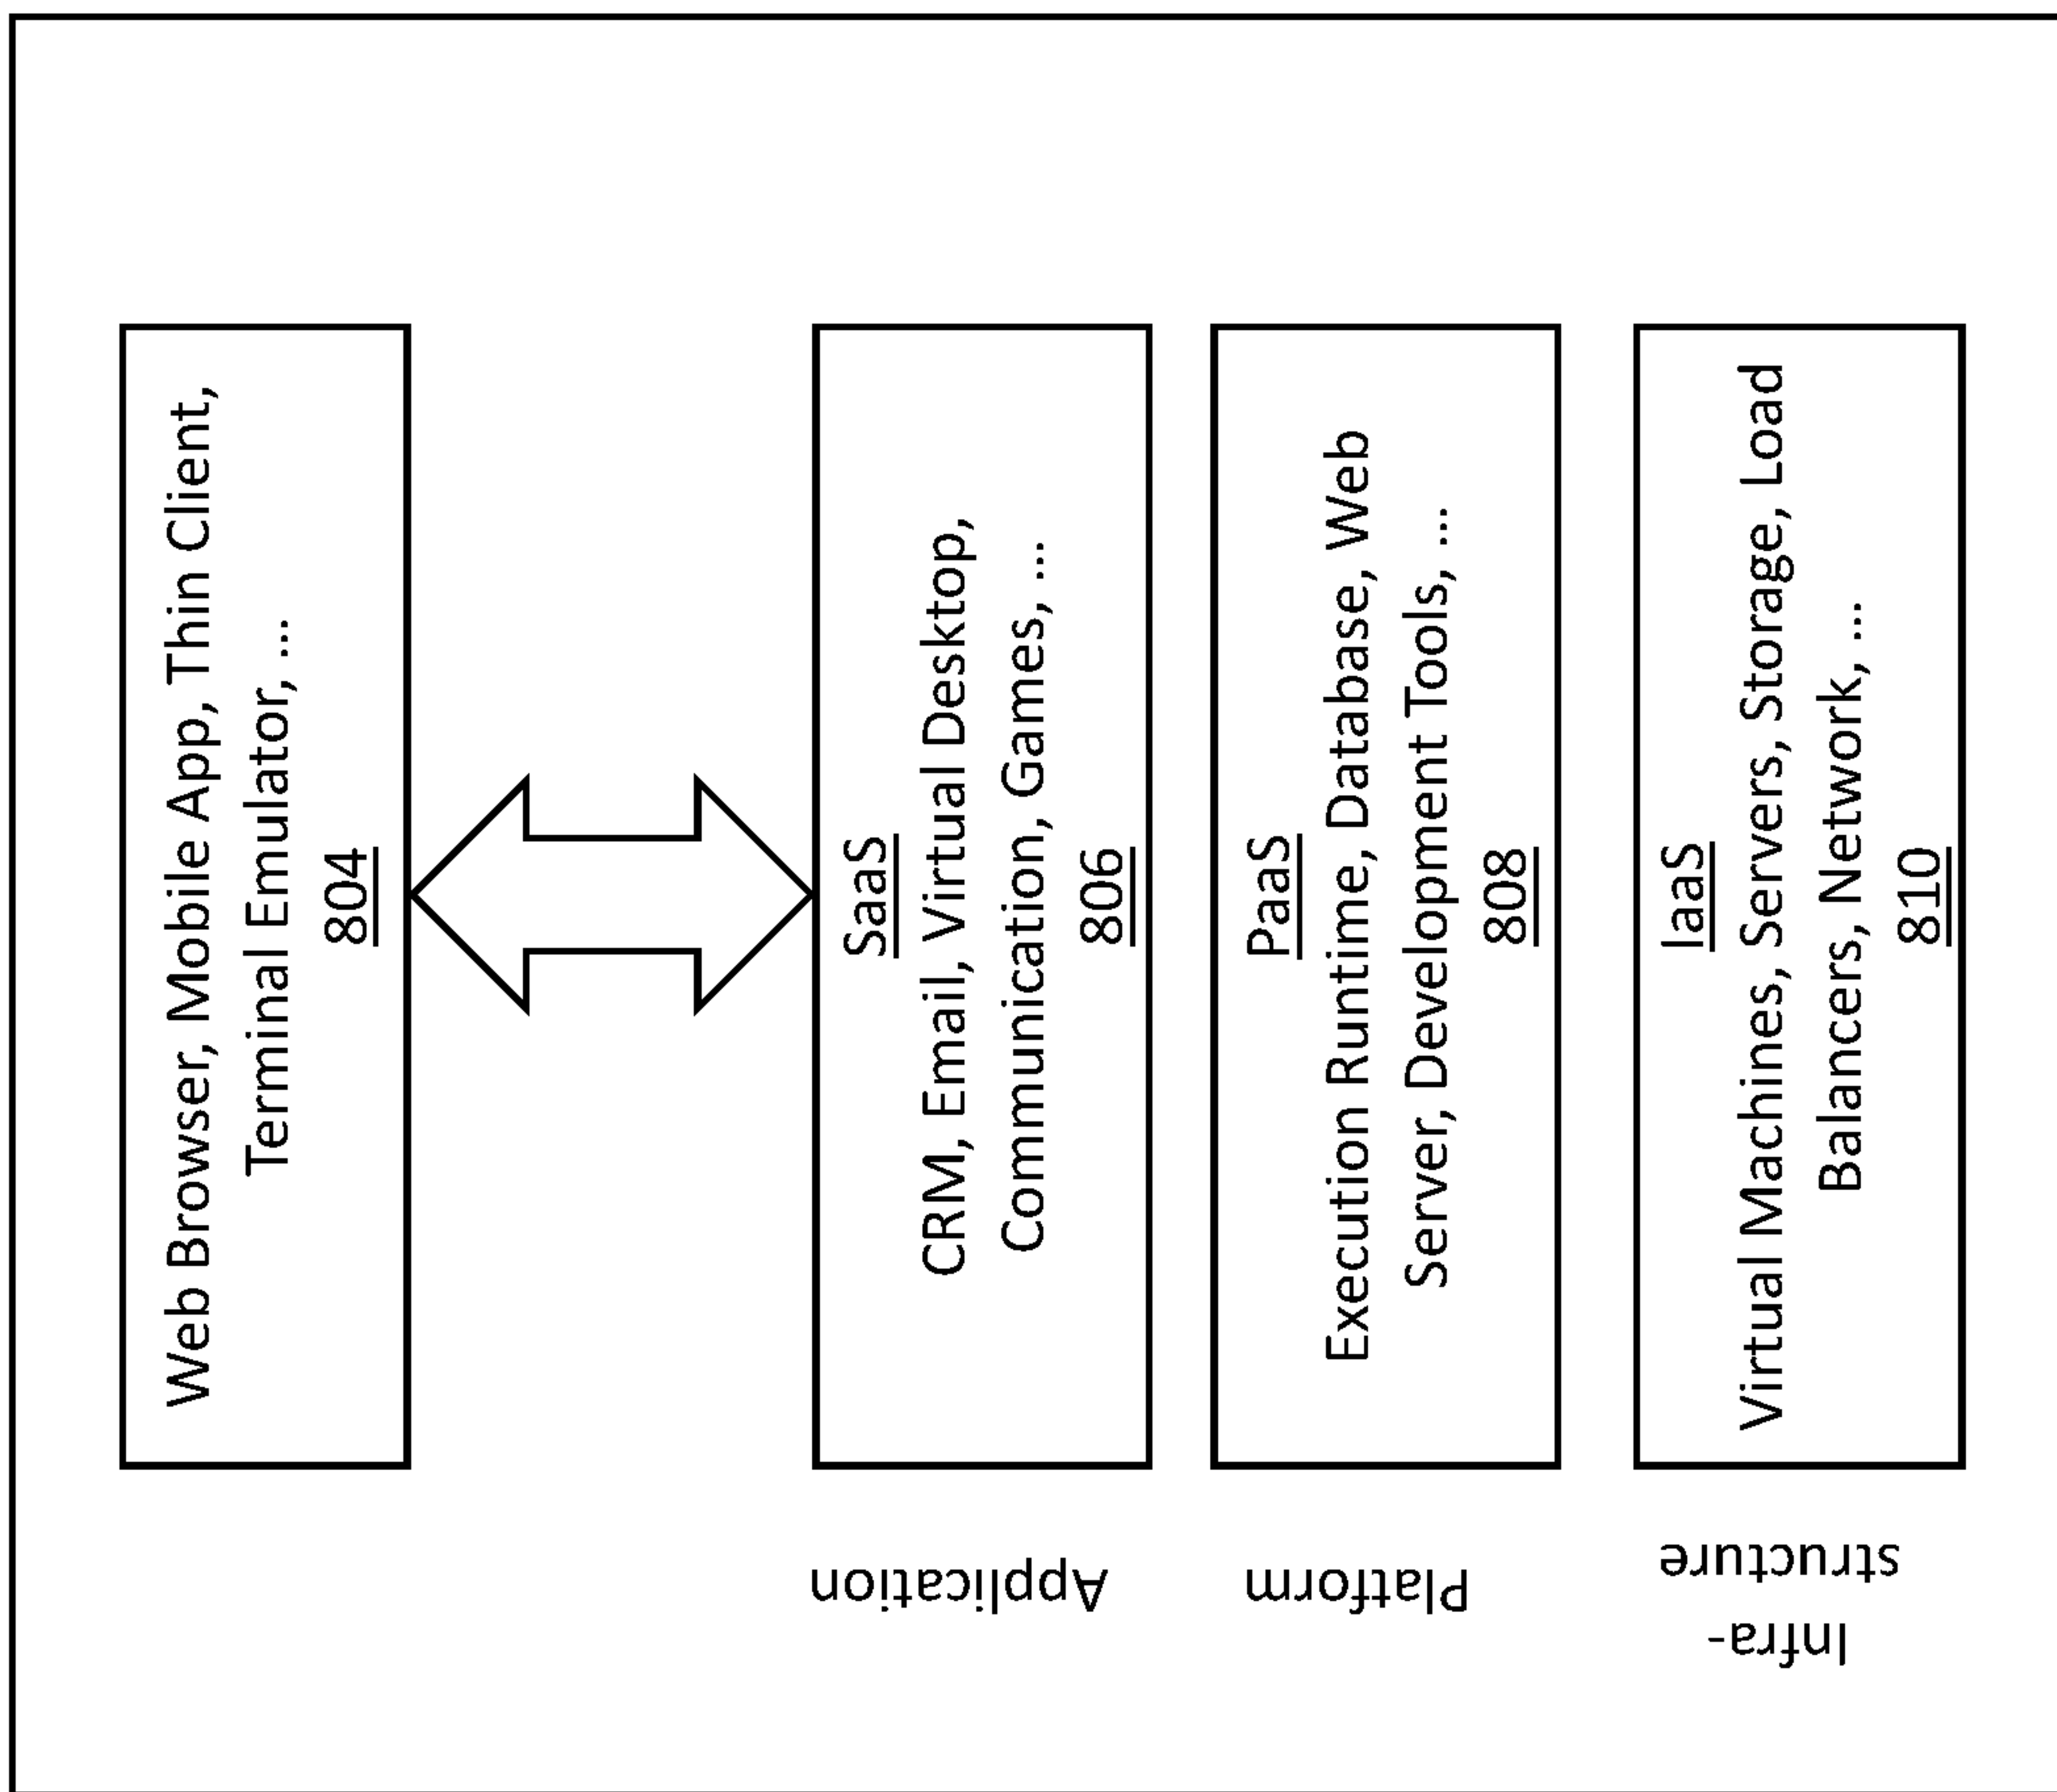 Web Browser, Mobile App, Thin Client,
Terminal Emulator, ...
804
Application
SaaS
CRM, Email, Virtual Desktop,
Communication, Games, ...
806
Platform
PaaS
Execution Runtime, Database, Web
Server, Development Tools, ...
808
Infra-
structure
IaaS
Virtual Machines, Servers, Storage, Load
Balancers, Network, ...
810